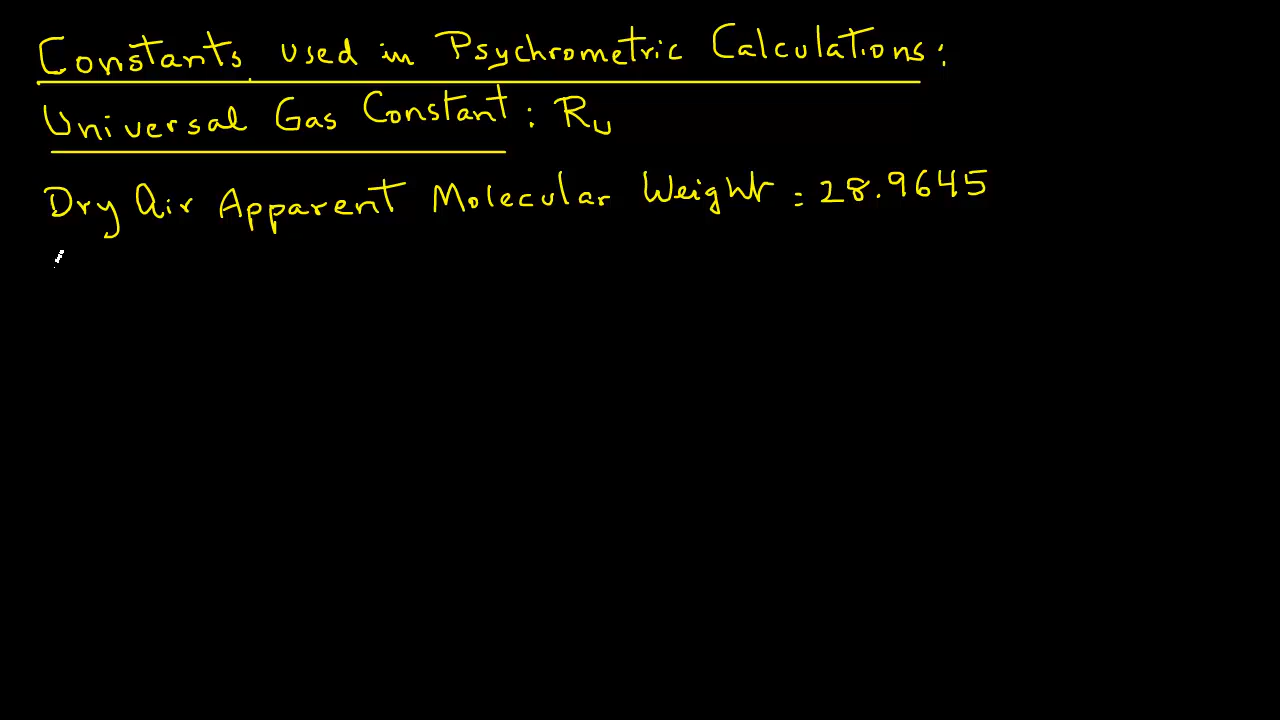 Constants used in Psychrometric Calculations:
Universal Gas Constant: Ru
Dry Air Apparent Molecular Weight = 28.9645